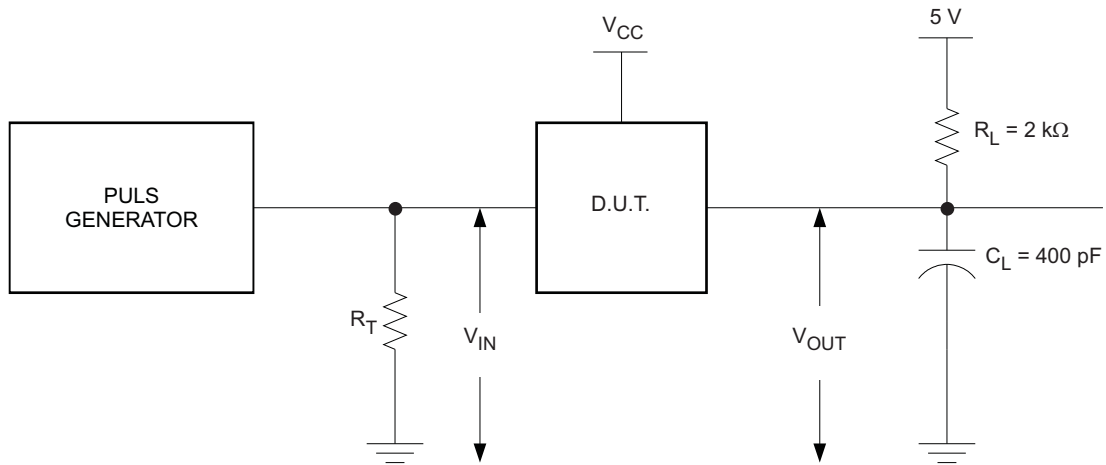 5 V
V_CC
R_L = 2 kΩ
PULS
GENERATOR
D.U.T.
C_L = 400 pF
R_T
V_IN
V_OUT